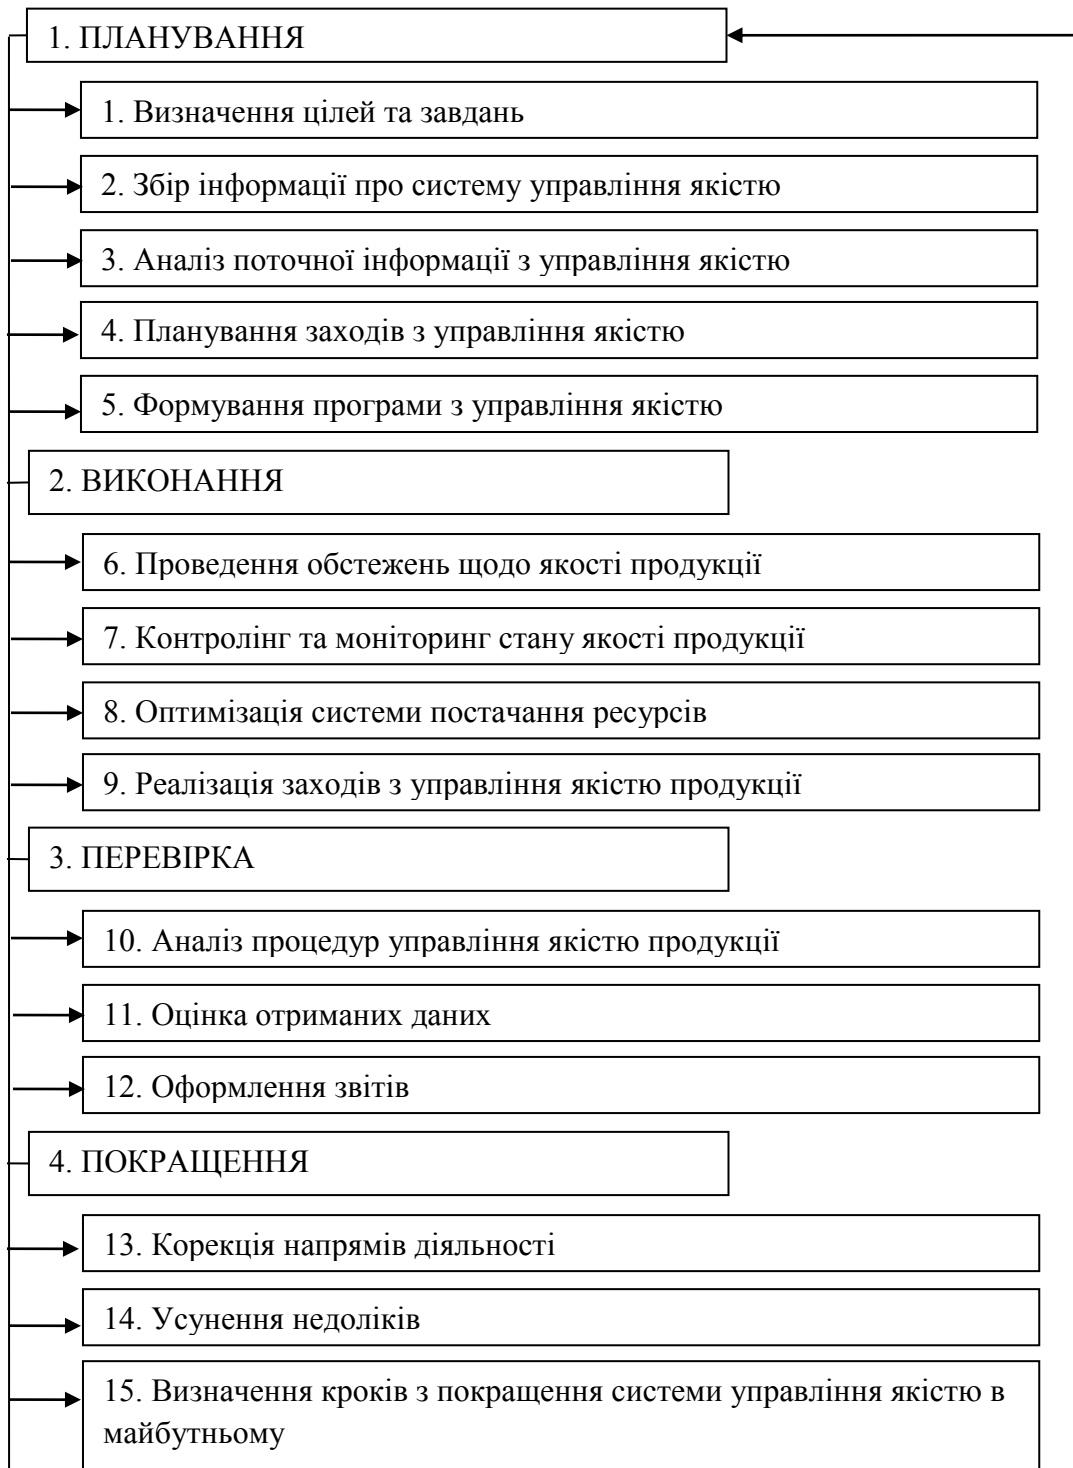 1. ПЛАНУВАННЯ
1. Визначення цілей та завдань
2. Збір інформації про систему управління якістю
3. Аналіз поточної інформації з управління якістю
4. Планування заходів з управління якістю
5. Формування програми з управління якістю
2. ВИКОНАННЯ
6. Проведення обстежень щодо якості продукції
7. Контролінг та моніторинг стану якості продукції
8. Оптимізація системи постачання ресурсів
9. Реалізація заходів з управління якістю продукції
3. ПЕРЕВІРКА
10. Аналіз процедур управління якістю продукції
11. Оцінка отриманих даних
12. Оформлення звітів
4. ПОКРАЩЕННЯ
13. Корекція напрямів діяльності
14. Усунення недоліків
15. Визначення кроків з покращення системи управління якістю в
майбутньому